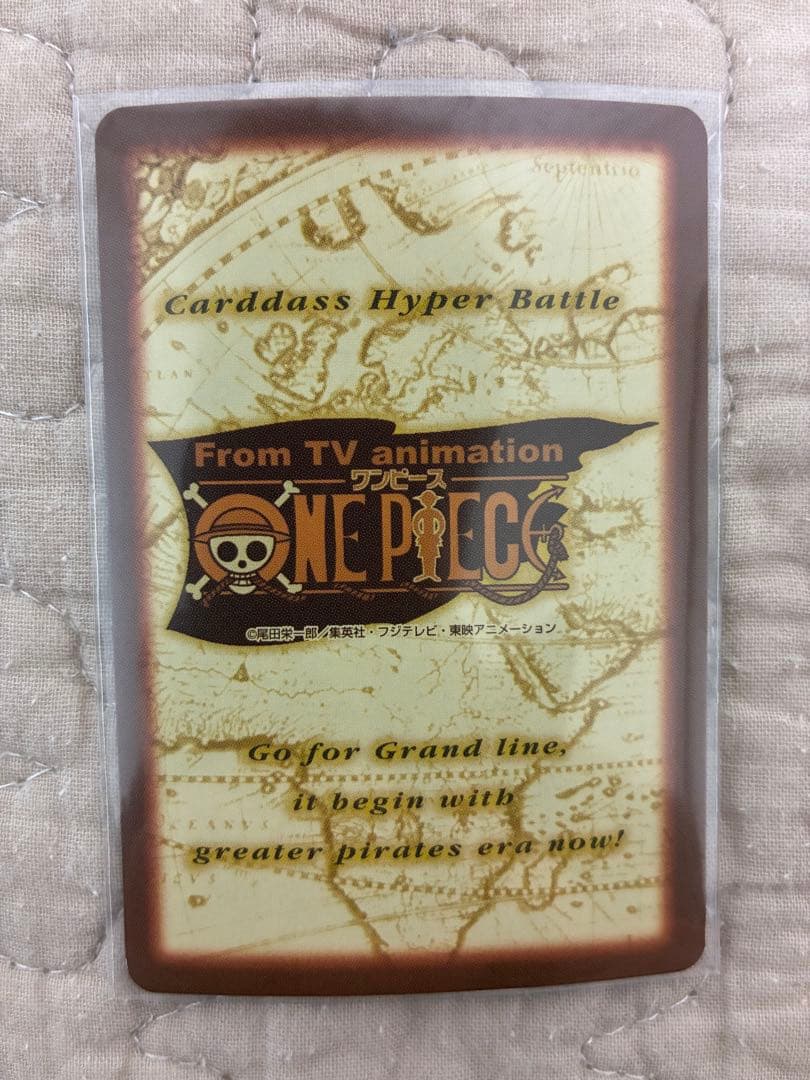 Septentrio
Carddass Hyper Battle
From TV animation
ワンピース
ONE PIECE
©尾田栄一郎／集英社・フジテレビ・東映アニメーション
Go for Grand line,
it begin with
greater pirates era now!